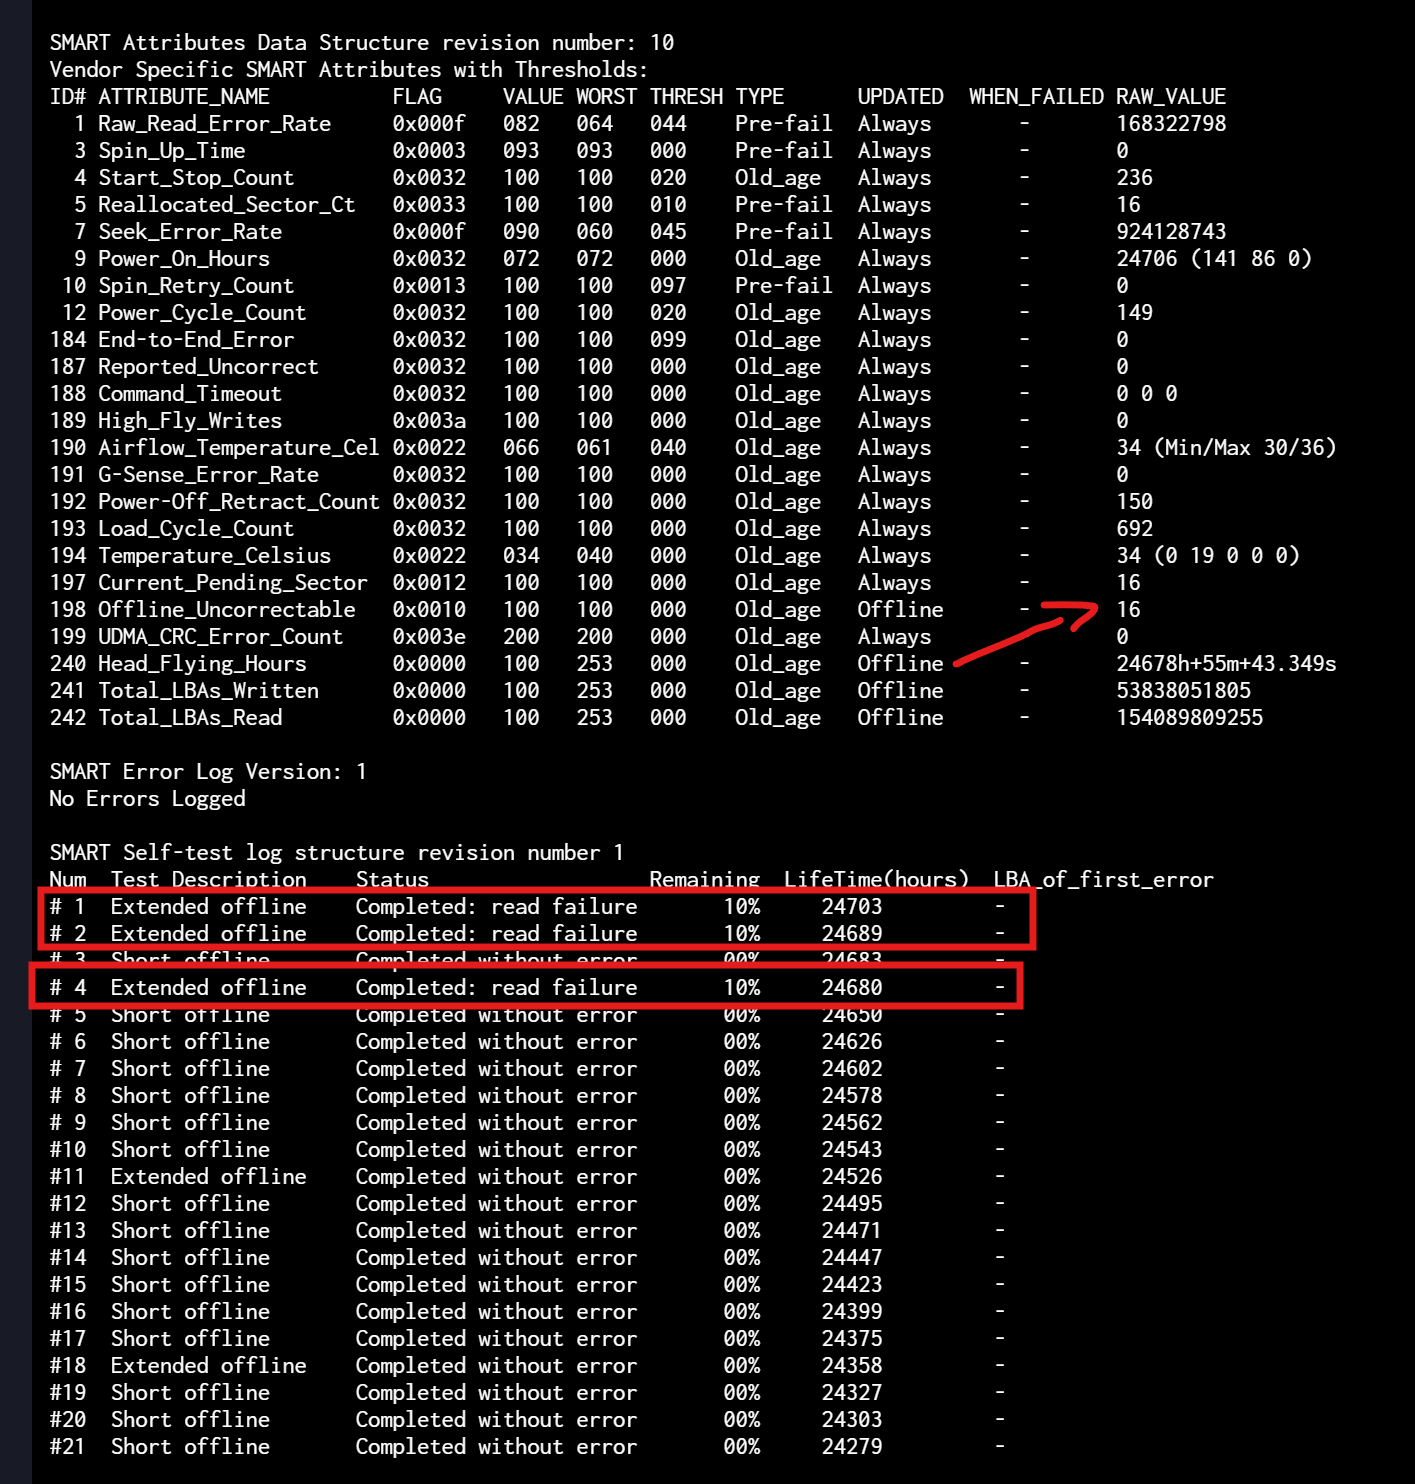 SMART Attributes Data Structure revision number: 10
Vendor Specific SMART Attributes with Thresholds:
ID# ATTRIBUTE_NAME FLAG VALUE WORST THRESH TYPE UPDATED WHEN_FAILED RAW_VALUE
1 Raw_Read_Error_Rate 0x000f 082 064 044 Pre-fail Always - 168322798
3 Spin_Up_Time 0x0003 093 093 000 Pre-fail Always - 0
4 Start_Stop_Count 0x0032 100 100 020 Old_age Always - 236
5 Reallocated_Sector_Ct 0x0033 100 100 010 Pre-fail Always - 16
7 Seek_Error_Rate 0x000f 090 060 045 Pre-fail Always - 924128743
9 Power_On_Hours 0x0032 072 072 000 Old_age Always - 24706 (141 86 0)
10 Spin_Retry_Count 0x0013 100 100 097 Pre-fail Always - 0
12 Power_Cycle_Count 0x0032 100 100 020 Old_age Always - 149
184 End-to-End_Error 0x0032 100 100 099 Old_age Always - 0
187 Reported_Uncorrect 0x0032 100 100 000 Old_age Always - 0
188 Command_Timeout 0x0032 100 100 000 Old_age Always - 0 0 0
189 High_Fly_Writes 0x003a 100 100 000 Old_age Always - 0
190 Airflow_Temperature_Cel 0x0022 066 061 040 Old_age Always - 34 (Min/Max 30/36)
191 G-Sense_Error_Rate 0x0032 100 100 000 Old_age Always - 0
192 Power-Off_Retract_Count 0x0032 100 100 000 Old_age Always - 150
193 Load_Cycle_Count 0x0032 100 100 000 Old_age Always - 692
194 Temperature_Celsius 0x0022 034 040 000 Old_age Always - 34 (0 19 0 0 0)
197 Current_Pending_Sector 0x0012 100 100 000 Old_age Always - 16
198 Offline_Uncorrectable 0x0010 100 100 000 Old_age Offline - 16
199 UDMA_CRC_Error_Count 0x003e 200 200 000 Old_age Always - 0
240 Head_Flying_Hours 0x0000 100 253 000 Old_age Offline - 24678h+55m+43.349s
241 Total_LBAs_Written 0x0000 100 253 000 Old_age Offline - 53838051805
242 Total_LBAs_Read 0x0000 100 253 000 Old_age Offline - 154089809255
SMART Error Log Version: 1
No Errors Logged
SMART Self-test log structure revision number 1
Num Test Description Status Remaining LifeTime(hours) LBA_of_first_error
# 1 Extended offline Completed: read failure 10% 24703 -
# 2 Extended offline Completed: read failure 10% 24689 -
# 3 Short offline Completed without error 00% 24683 -
# 4 Extended offline Completed: read failure 10% 24680 -
# 5 Short offline Completed without error 00% 24650 -
# 6 Short offline Completed without error 00% 24626 -
# 7 Short offline Completed without error 00% 24602 -
# 8 Short offline Completed without error 00% 24578 -
# 9 Short offline Completed without error 00% 24562 -
#10 Short offline Completed without error 00% 24543 -
#11 Extended offline Completed without error 00% 24526 -
#12 Short offline Completed without error 00% 24495 -
#13 Short offline Completed without error 00% 24471 -
#14 Short offline Completed without error 00% 24447 -
#15 Short offline Completed without error 00% 24423 -
#16 Short offline Completed without error 00% 24399 -
#17 Short offline Completed without error 00% 24375 -
#18 Extended offline Completed without error 00% 24358 -
#19 Short offline Completed without error 00% 24327 -
#20 Short offline Completed without error 00% 24303 -
#21 Short offline Completed without error 00% 24279 -